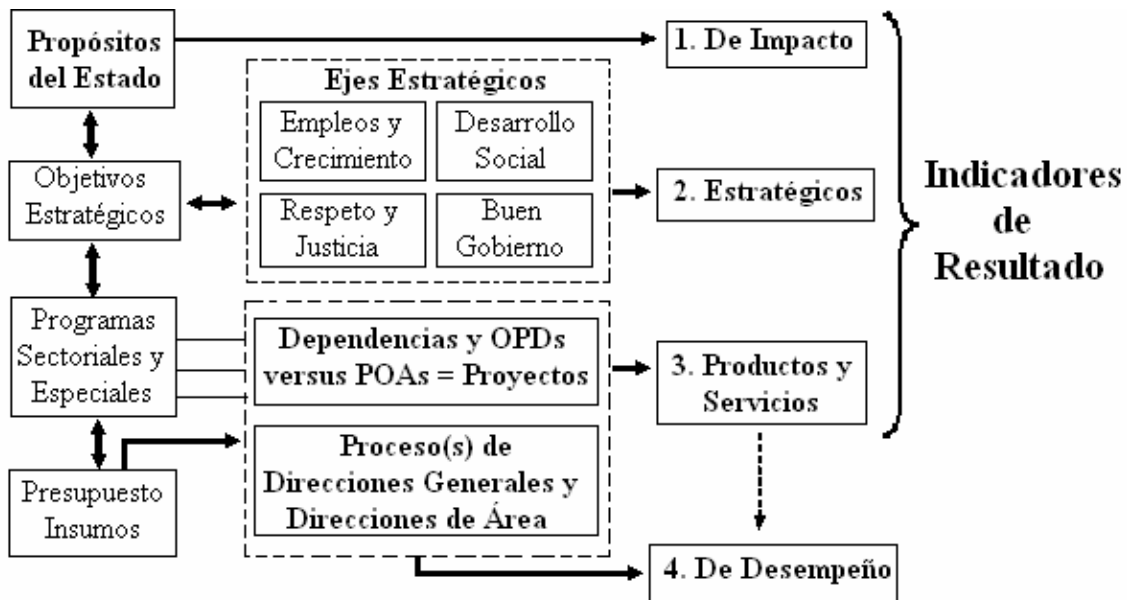 Propósitos
del Estado
1. De Impacto
Ejes Estratégicos
Empleos y
Crecimiento
Desarrollo
Social
Objetivos
Estratégicos
Respeto y
Justicia
Buen
Gobierno
2. Estratégicos
Indicadores
de
Resultado
Programas
Sectoriales y
Especiales
Dependencias y OPDs
versus POAs = Proyectos
3. Productos y
Servicios
Proceso(s) de
Direcciones Generales y
Direcciones de Área
Presupuesto
Insumos
4. De Desempeño